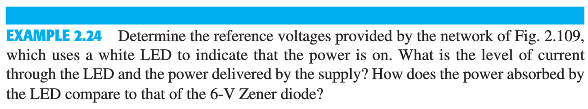 EXAMPLE 2.24 Determine the reference voltages provided by the network of Fig. 2.109,
which uses a white LED to indicate that the power is on. What is the level of current
through the LED and the power delivered by the supply? How does the power absorbed by
the LED compare to that of the 6-V Zener diode?